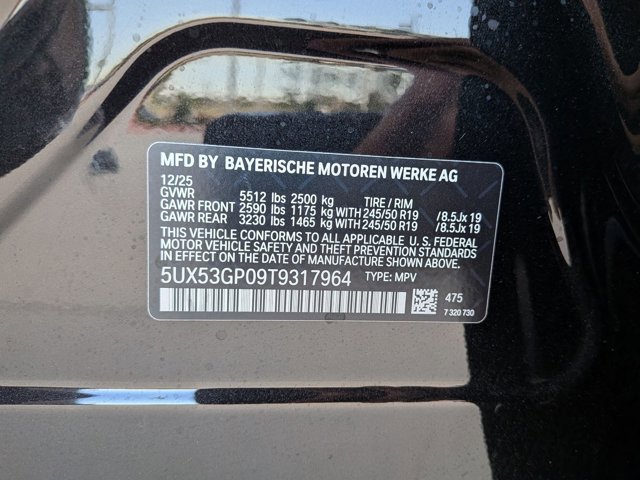 MFD BY BAYERISCHE MOTOREN WERKE AG
12/25
GVWR 5512 lbs 2500 kg TIRE / RIM
GAWR FRONT 2590 lbs 1175 kg WITH 245/50 R19 /8.5Jx19
GAWR REAR 3230 lbs 1465 kg WITH 245/50 R19 /8.5Jx19
THIS VEHICLE CONFORMS TO ALL APPLICABLE U. S. FEDERAL
MOTOR VEHICLE SAFETY AND THEFT PREVENTION STANDARDS
IN EFFECT ON THE DATE OF MANUFACTURE SHOWN ABOVE.
5UX53GP09T9317964 TYPE: MPV
475
7 320 730